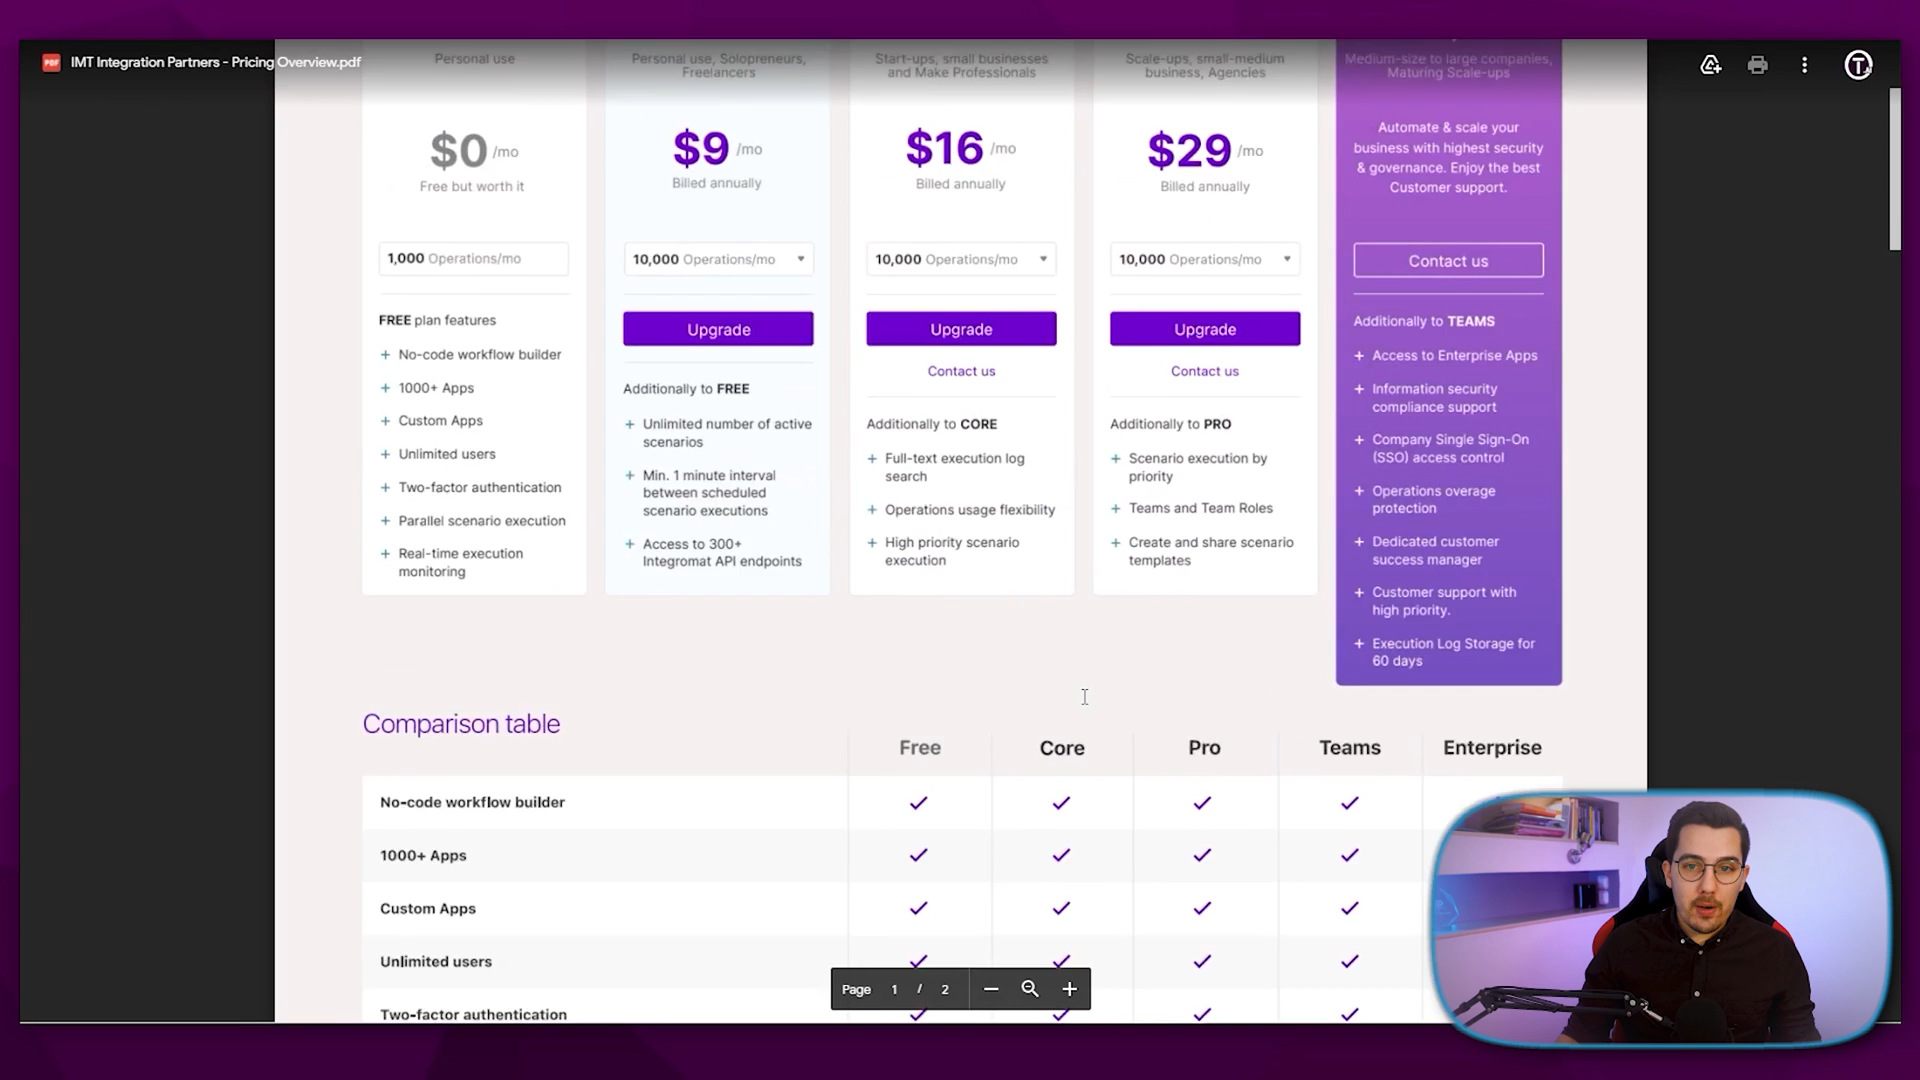 IMT Integration Partners - Pricing Overview.pdf
Personal use
Personal use, Solopreneurs,
Freelancers
Start-ups, small businesses
and Make Professionals
Scale-ups, small-medium
business, Agencies
Medium-size to large companies,
Maturing Scale-ups
$0 /mo
Free but worth it
1,000 Operations/mo
FREE plan features
+ No-code workflow builder
+ 1000+ Apps
+ Custom Apps
+ Unlimited users
+ Two-factor authentication
+ Parallel scenario execution
+ Real-time execution
monitoring
$9 /mo
Billed annually
10,000 Operations/mo
Upgrade
Additionally to FREE
+ Unlimited number of active
scenarios
+ Min. 1 minute interval
between scheduled
scenario executions
+ Access to 300+
Integromat API endpoints
$16 /mo
Billed annually
10,000 Operations/mo
Upgrade
Contact us
Additionally to CORE
+ Full-text execution log
search
+ Operations usage flexibility
+ High priority scenario
execution
$29 /mo
Billed annually
10,000 Operations/mo
Upgrade
Contact us
Additionally to PRO
+ Scenario execution by
priority
+ Teams and Team Roles
+ Create and share scenario
templates
Automate & scale your
business with highest security
& governance. Enjoy the best
Customer support.
Contact us
Additionally to TEAMS
+ Access to Enterprise Apps
+ Information security
compliance support
+ Company Single Sign-On
(SSO) access control
+ Operations overage
protection
+ Dedicated customer
success manager
+ Customer support with
high priority.
+ Execution Log Storage for
60 days
Comparison table
Free Core Pro Teams Enterprise
No-code workflow builder
1000+ Apps
Custom Apps
Unlimited users
Two-factor authentication
Page 1 / 2